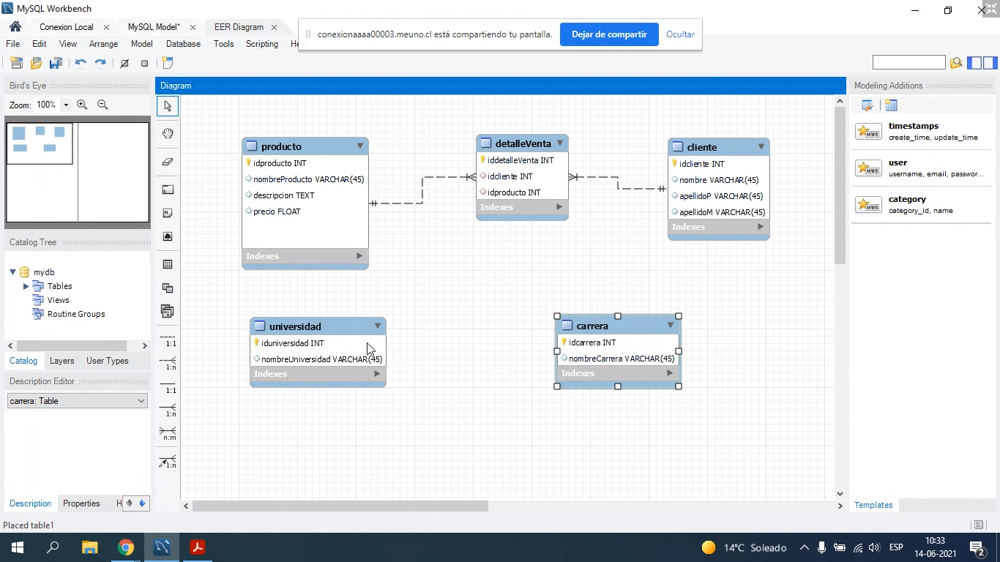 MySQL Workbench
Conexion Local
MySQL Model*
EER Diagram
conexionaaaa00003.meuno.cl está compartiendo tu pantalla.
Dejar de compartir
Ocultar
File Edit View Arrange Model Database Tools Scripting He
Bird's Eye
Zoom: 100%
Diagram
Modeling Additions
timestamps
create_time, update_time
user
username, email, passwor...
category
category_id, name
producto
idproducto INT
nombreProducto VARCHAR(45)
descripcion TEXT
precio FLOAT
Indexes
detalleVenta
iddetalleVenta INT
idcliente INT
idproducto INT
Indexes
cliente
idcliente INT
nombre VARCHAR(45)
apellidoP VARCHAR(45)
apellidoM VARCHAR(45)
Indexes
Catalog Tree
mydb
Tables
Views
Routine Groups
Catalog Layers User Types
universidad
iduniversidad INT
nombreUniversidad VARCHAR(45)
Indexes
carrera
idcarrera INT
nombreCarrera VARCHAR(45)
Indexes
1:1
1:n
1:1
1:n
n:m
1:n
Description Editor
carrera: Table
Description Properties H
Templates
Placed table1
MWB
MWB
MWB
14°C Soleado
ESP
10:33
14-06-2021
2